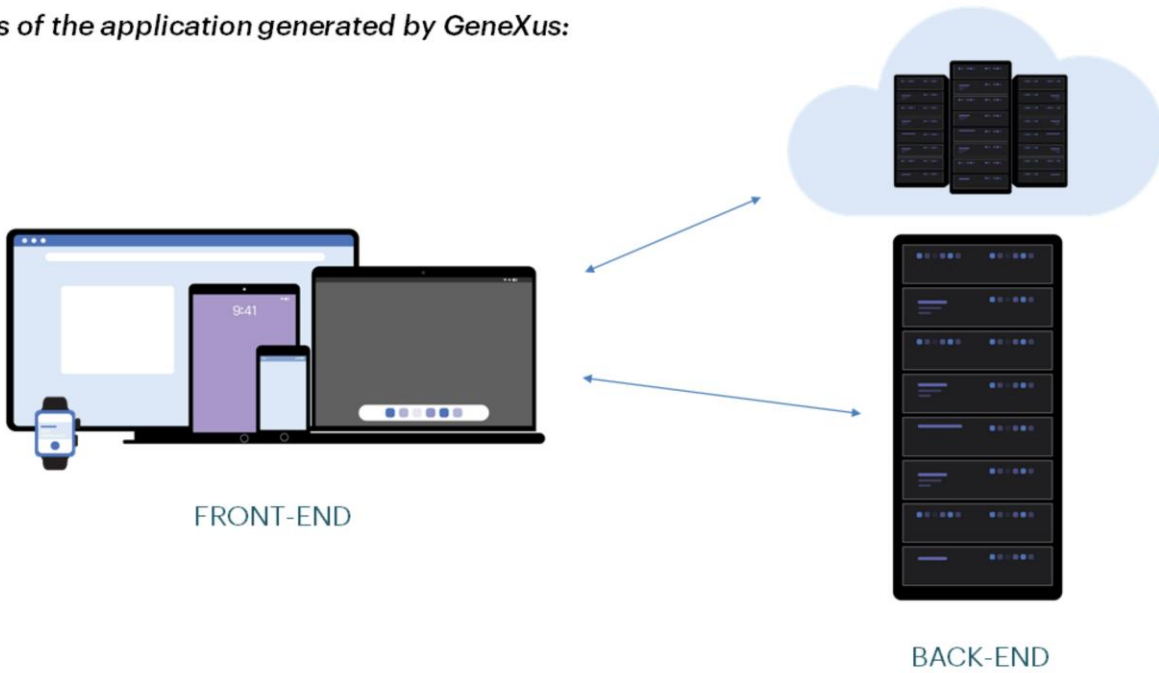 s of the application generated by GeneXus:
9:41
FRONT-END
BACK-END